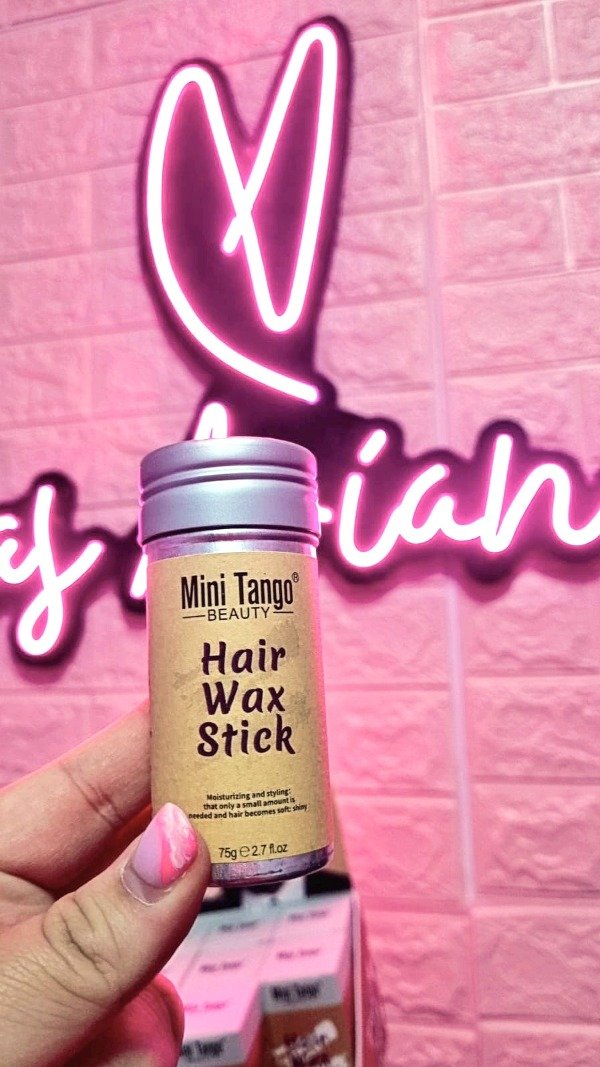 Mini Tango®
BEAUTY
Hair
Wax
Stick
Moisturizing and styling:
that only a small amount is
needed and hair becomes soft: shiny
75g ℮ 2.7 fl.oz